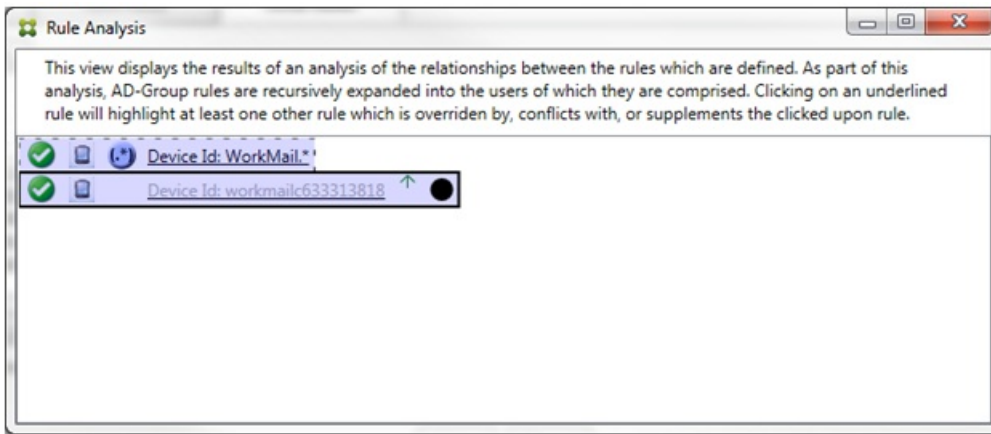 Rule Analysis
This view displays the results of an analysis of the relationships between the rules which are defined. As part of this
analysis, AD-Group rules are recursively expanded into the users of which they are comprised. Clicking on an underlined
rule will highlight at least one other rule which is overriden by, conflicts with, or supplements the clicked upon rule.
(.*) Device Id: WorkMail.*
Device Id: workmailc633313818